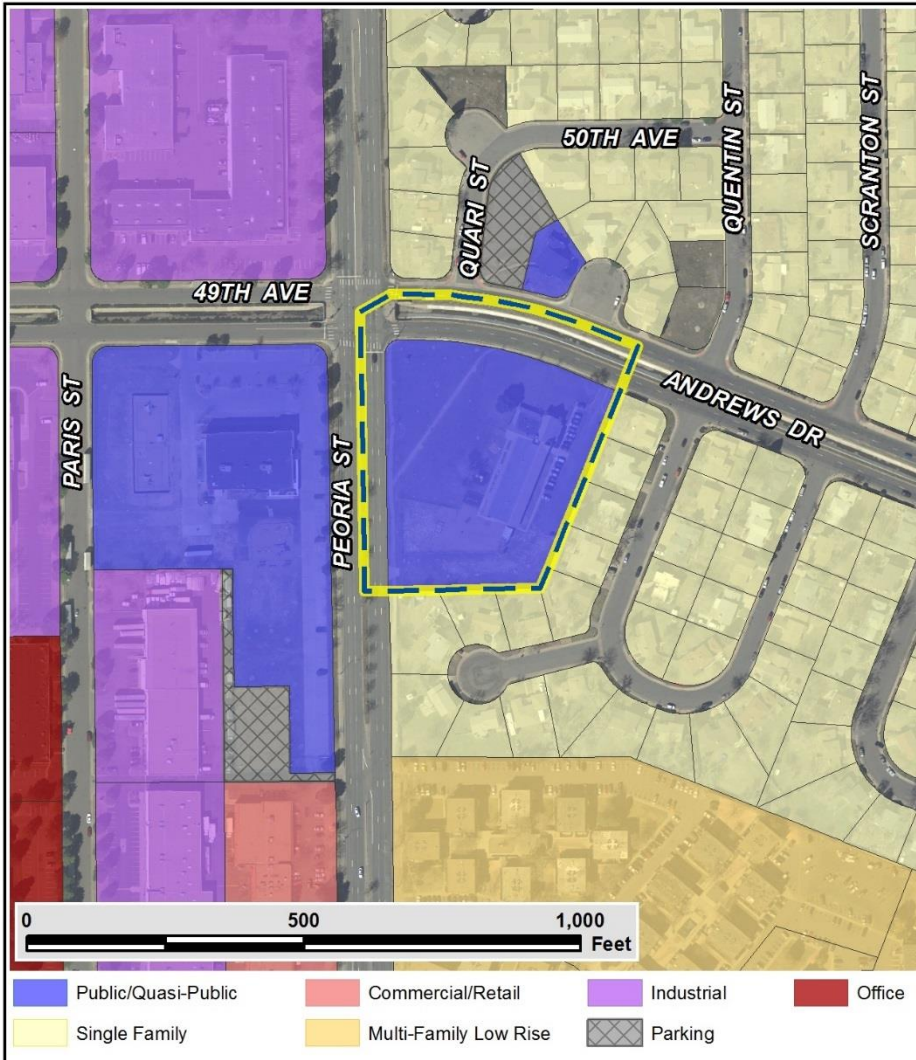 50TH AVE
QUARI ST
QUENTIN ST
SCRANTON ST
49TH AVE
PARIS ST
PEORIA ST
ANDREWS DR
0 500 1,000
Feet
Public/Quasi-Public Commercial/Retail Industrial Office
Single Family Multi-Family Low Rise Parking